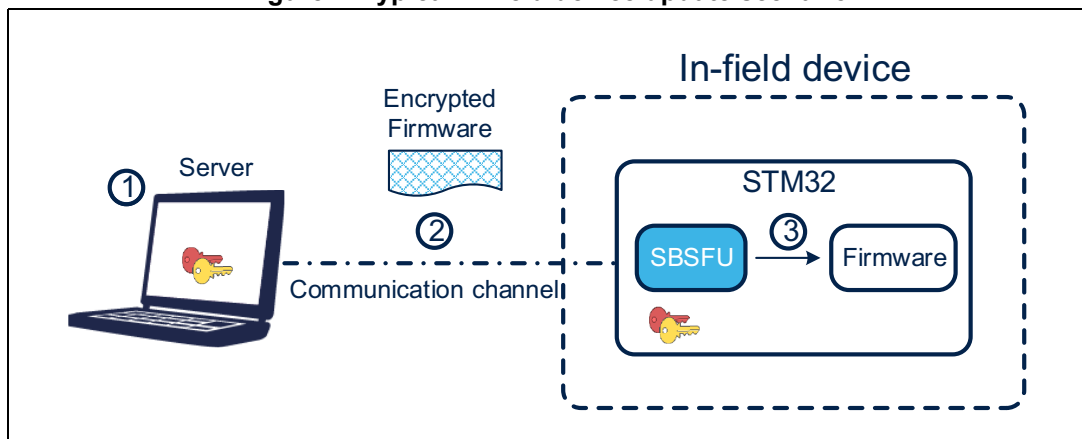 In-field device
Encrypted
Firmware
Server
1
STM32
2
3
SBSFU
Firmware
Communication channel